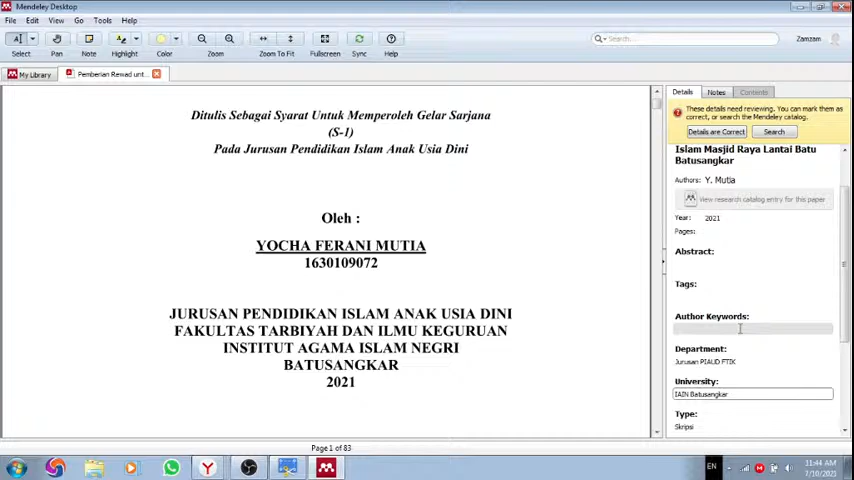 Mendeley Desktop
File Edit View Go Tools Help
Search...
Zamzam
Select Pan Note Highlight Color Zoom Zoom To Fit Fullscreen Sync Help
My Library
Pemberian Rewad unt...
Details Notes Contents
These details need reviewing. You can mark them as
correct, or search the Mendeley catalog.
Details are Correct Search
Ditulis Sebagai Syarat Untuk Memperoleh Gelar Sarjana
(S-1)
Pada Jurusan Pendidikan Islam Anak Usia Dini
Oleh :
YOCHA FERANI MUTIA
1630109072
JURUSAN PENDIDIKAN ISLAM ANAK USIA DINI
FAKULTAS TARBIYAH DAN ILMU KEGURUAN
INSTITUT AGAMA ISLAM NEGRI
BATUSANGKAR
2021
Islam Masjid Raya Lantai Batu
Batusangkar
Authors: Y. Mutia
View research catalog entry for this paper
Year: 2021
Pages:
Abstract:
Tags:
Author Keywords:
Department:
Jurusan PIAUD FTIK
University:
IAIN Batusangkar
Type:
Skripsi
Page 1 of 83
EN
11:44 AM
7/10/2021